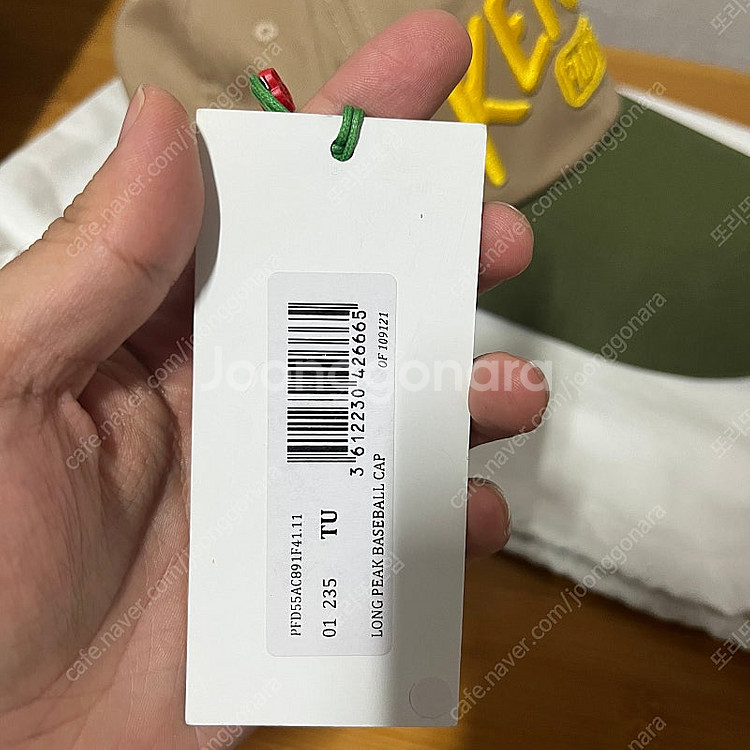 KEN
3 612230 426665
OF 109121
PFD55AC891F41.11
01 235 TU
LONG PEAK BASEBALL CAP
Joonggonara
cafe.naver.com/joonggonara